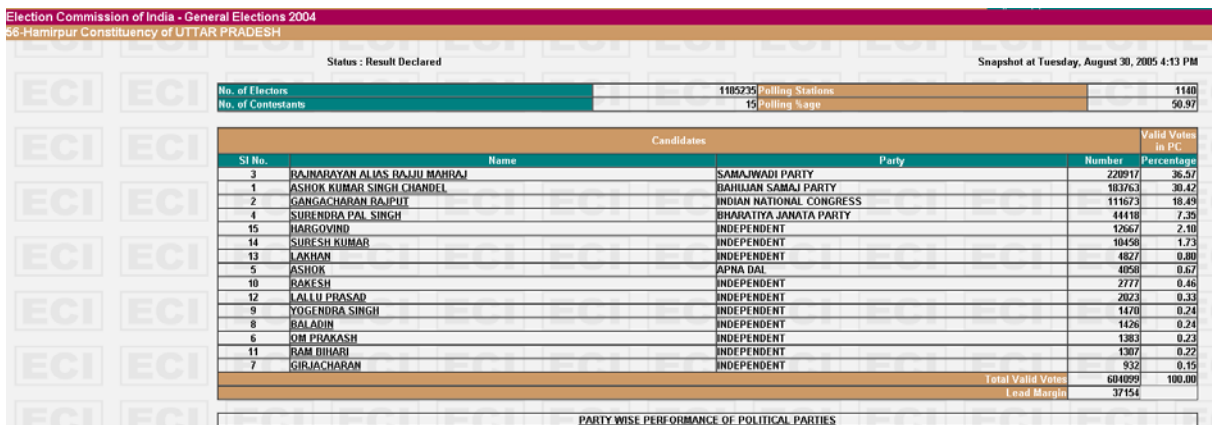 Election Commission of India - General Elections 2004
56-Hamirpur Constituency of UTTAR PRADESH
Status : Result Declared Snapshot at Tuesday, August 30, 2005 4:13 PM
No. of Electors 1185235 Polling Stations 1140
No. of Contestants 15 Polling %age 50.97
Candidates Valid Votes in PC
Sl No. Name Party Number Percentage
3 RAJNARAYAN ALIAS RAJJU MAHRAJ SAMAJWADI PARTY 220917 36.57
1 ASHOK KUMAR SINGH CHANDEL BAHUJAN SAMAJ PARTY 183763 30.42
2 GANGACHARAN RAJPUT INDIAN NATIONAL CONGRESS 111673 18.49
4 SURENDRA PAL SINGH BHARATIYA JANATA PARTY 44418 7.35
15 HARGOVIND INDEPENDENT 12667 2.10
14 SURESH KUMAR INDEPENDENT 10458 1.73
13 LAKHAN INDEPENDENT 4827 0.80
5 ASHOK APNA DAL 4058 0.67
10 RAKESH INDEPENDENT 2777 0.46
12 LALLU PRASAD INDEPENDENT 2023 0.33
9 YOGENDRA SINGH INDEPENDENT 1470 0.24
8 BALADIN INDEPENDENT 1426 0.24
6 OM PRAKASH INDEPENDENT 1383 0.23
11 RAM BIHARI INDEPENDENT 1307 0.22
7 GIRJACHARAN INDEPENDENT 932 0.15
Total Valid Votes 604099 100.00
Lead Margin 37154
PARTY WISE PERFORMANCE OF POLITICAL PARTIES